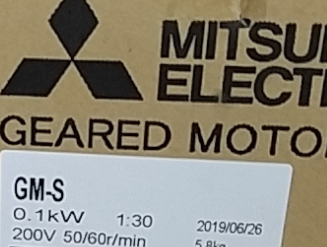 MITSU
ELECT
GEARED MOTO
GM-S
0.1kW 1:30 2019/06/26
200V 50/60r/min 5.8kg